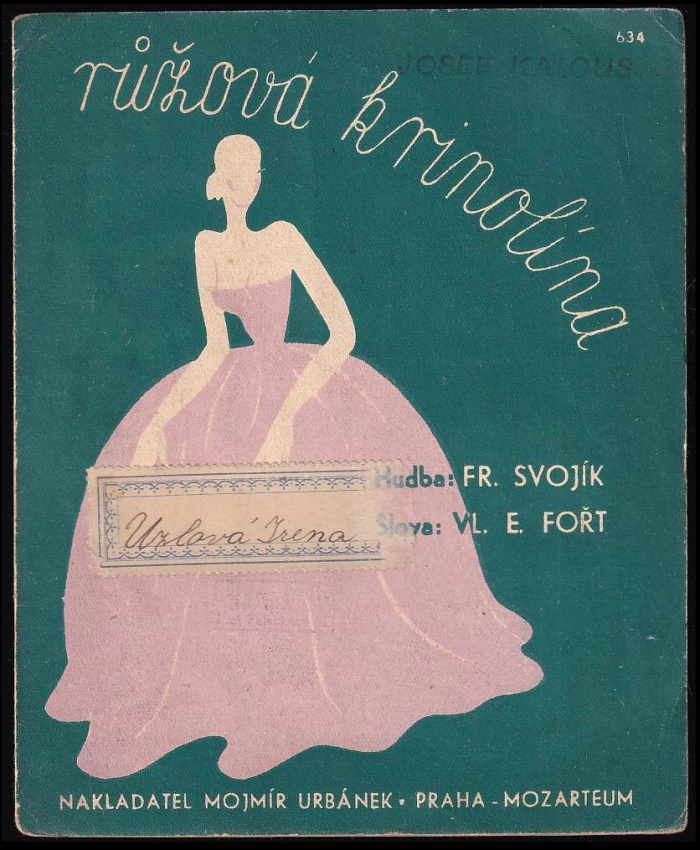 634
JOSEF KALOUS
růžová krinolína
Hudba: FR. SVOJÍK
Slova: VL. E. FOŘT
Uzlová Irena
NAKLADATEL MOJMÍR URBÁNEK • PRAHA - MOZARTEUM